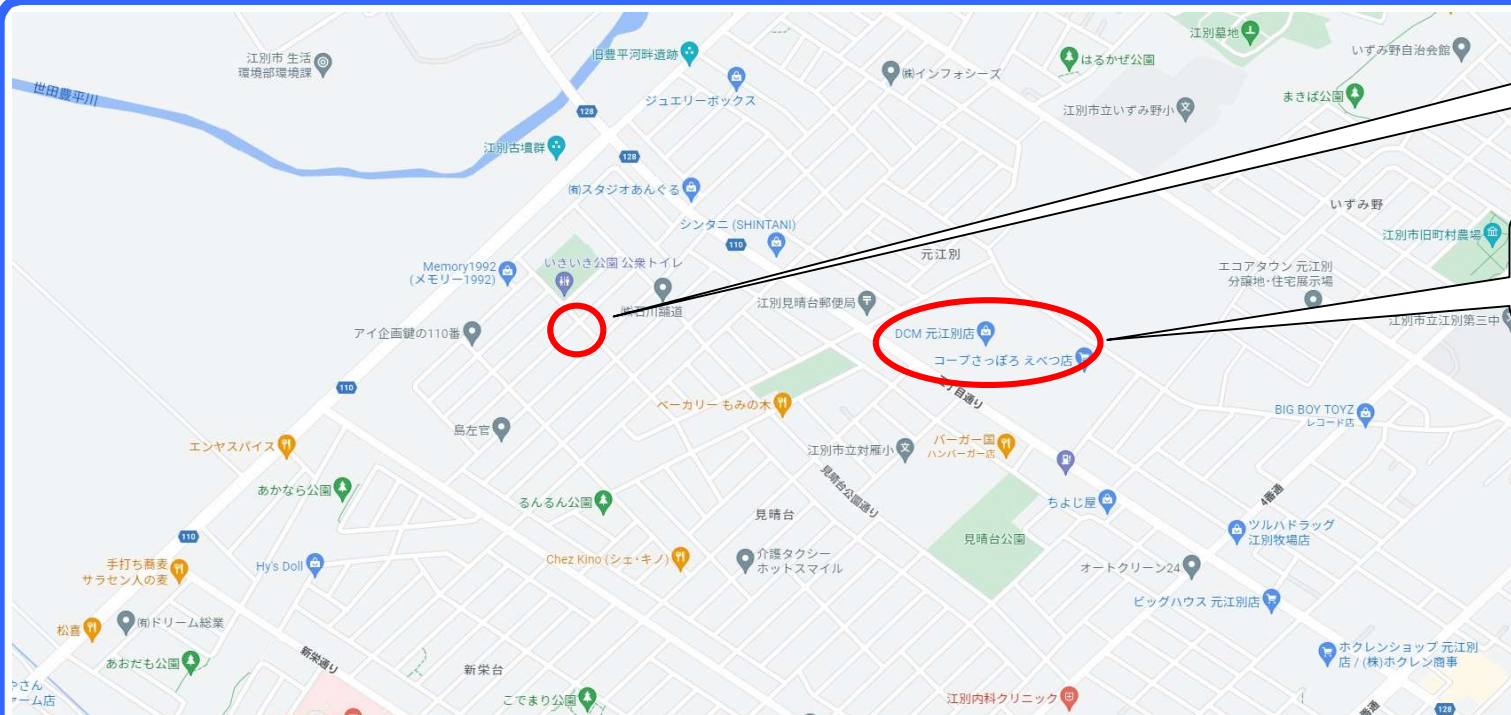 江別墓地
いずみ野自治会館
江別市 生活
環境部環境課
旧豊平河畔遺跡
はるかぜ公園
㈱インフォシーズ
世田豊平川
ジュエリーボックス
まきば公園
江別市立いずみ野小
128
江別古墳群
128
㈲スタジオあんぐる
いずみ野
シンタニ (SHINTANI)
江別市旧町村農場
110
元江別
いきいき公園 公衆トイレ
Memory1992
(メモリー1992)
エコアタウン 元江別
分譲地・住宅展示場
江別見晴台郵便局
㈱石川舗道
江別市立江別第三中
アイ企画鍵の110番
DCM 元江別店
コープさっぽろ えべつ店
110
二丁目通り
ベーカリー もみの木
BIG BOY TOYZ
レコード店
島左官
エンヤスパイス
江別市立対雁小
バーガー国
ハンバーガー店
見晴台公園通り
あかなら公園
るんるん公園
ちよじ屋
4番通
見晴台
ツルハドラッグ
江別牧場店
110
見晴台公園
手打ち蕎麦
サラセン人の麦
Hy's Doll
Chez Kino (シェ・キノ)
介護タクシー
ホットスマイル
オートクリーン24
ビッグハウス 元江別店
松喜
㈲ドリーム総業
ホクレンショップ 元江別
店 / (株)ホクレン商事
あおだも公園
新栄通り
新栄台
やさん
ァーム店
こでまり公園
江別内科クリニック
128
番通